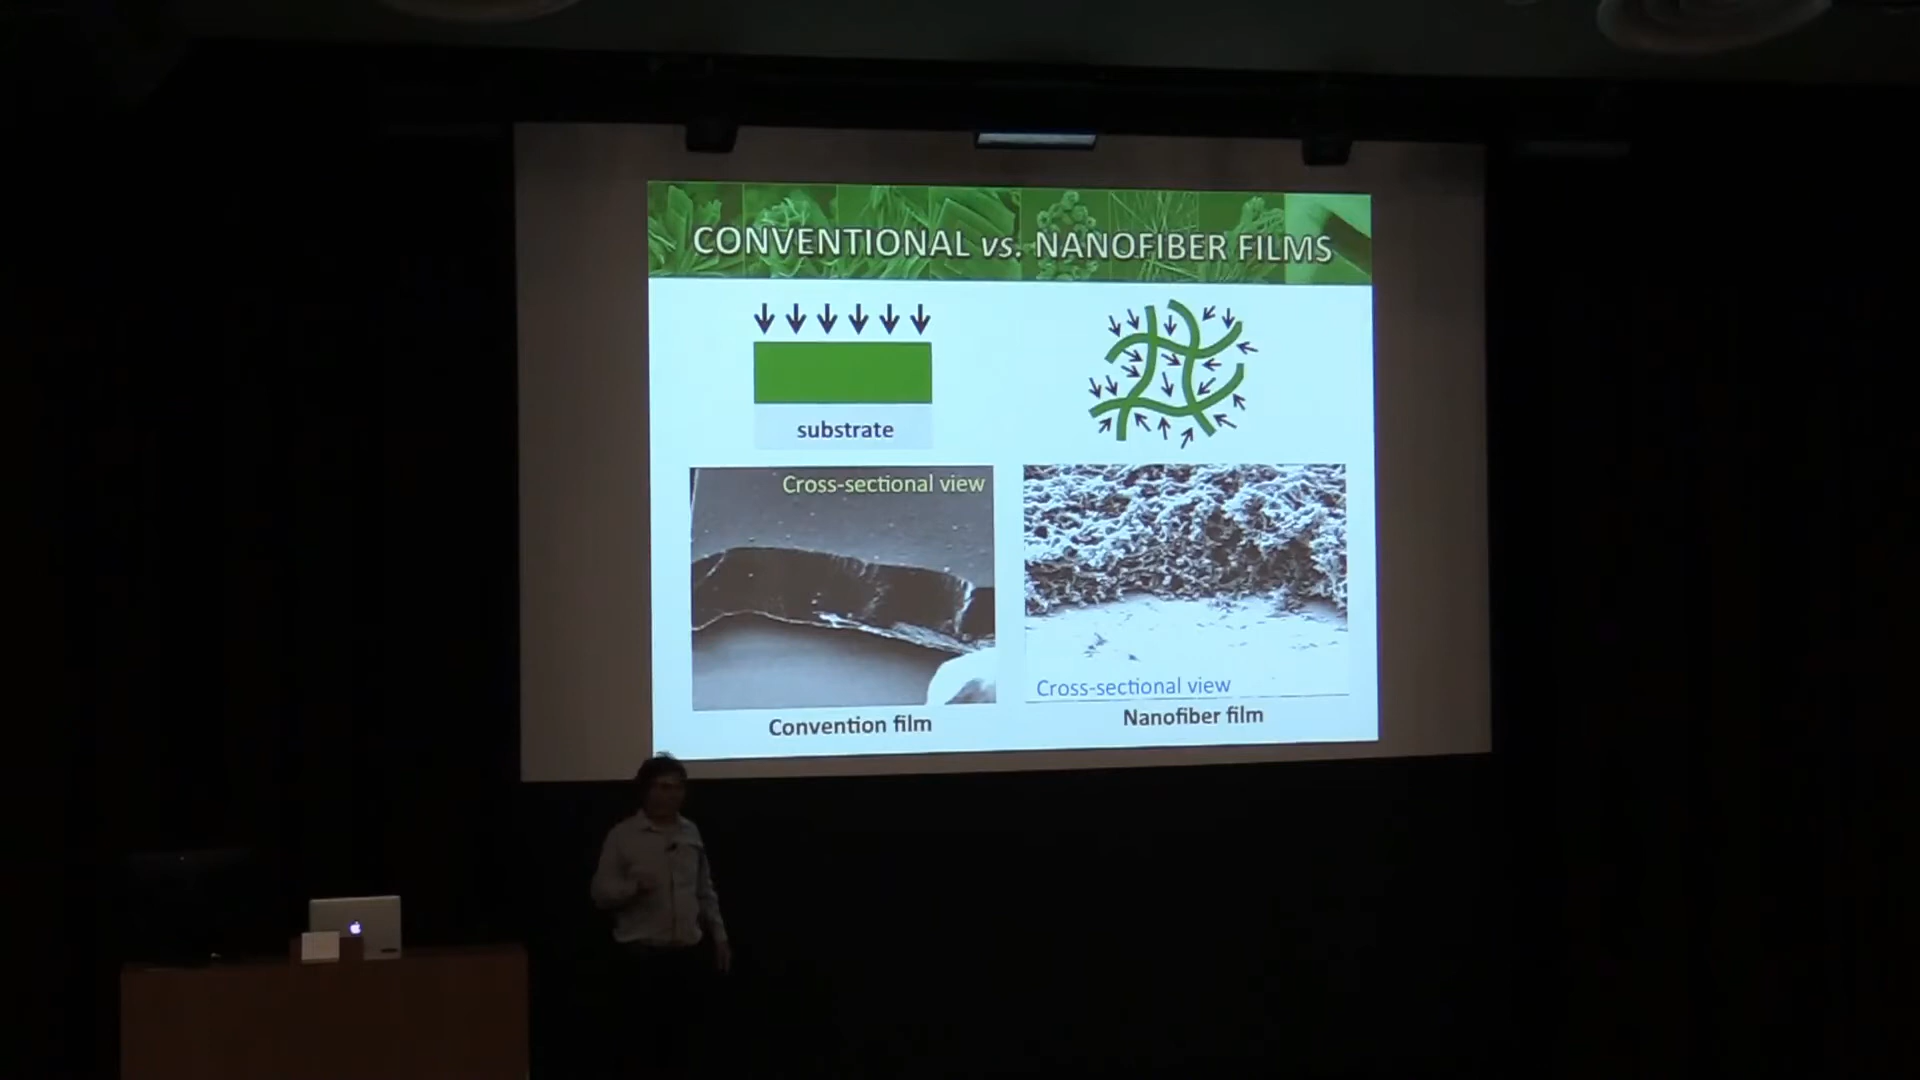 CONVENTIONAL vs. NANOFIBER FILMS
substrate
Cross-sectional view
Cross-sectional view
Convention film
Nanofiber film